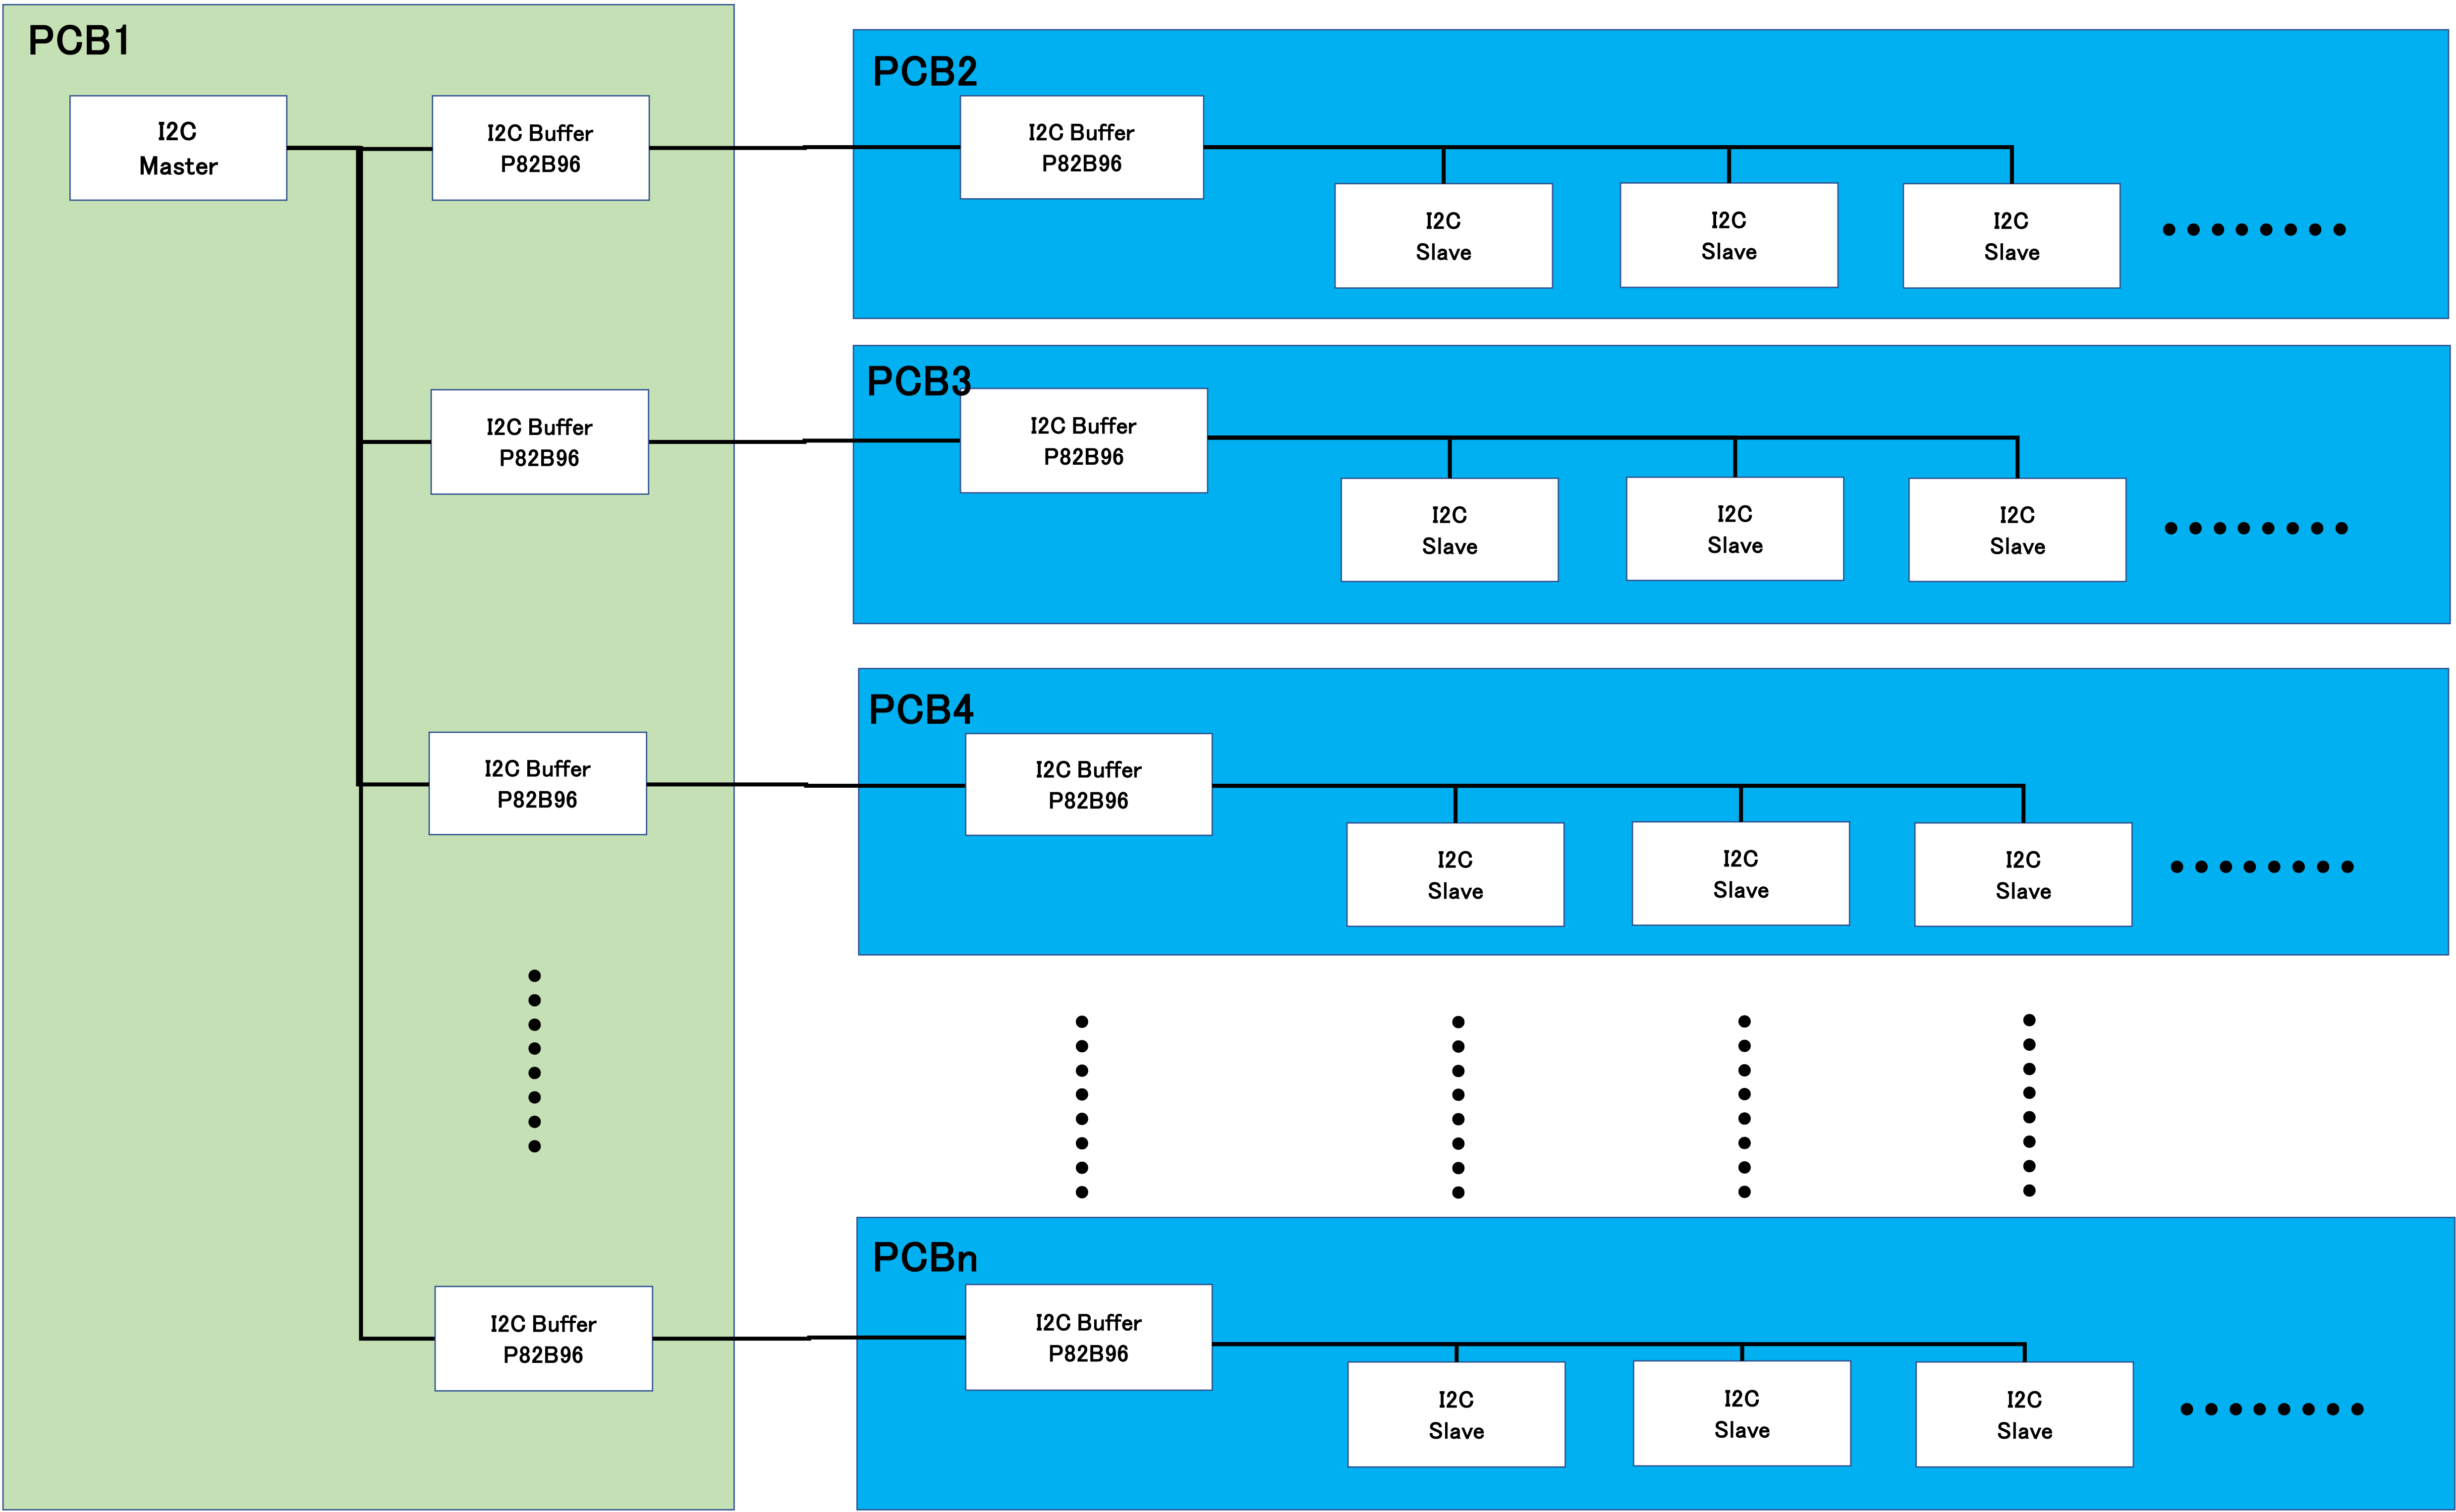 PCB1
I2C
Master
I2C Buffer
P82B96
I2C Buffer
P82B96
I2C Buffer
P82B96
I2C Buffer
P82B96
PCB2
I2C Buffer
P82B96
I2C
Slave
I2C
Slave
I2C
Slave
PCB3
I2C Buffer
P82B96
I2C
Slave
I2C
Slave
I2C
Slave
PCB4
I2C Buffer
P82B96
I2C
Slave
I2C
Slave
I2C
Slave
PCBn
I2C Buffer
P82B96
I2C
Slave
I2C
Slave
I2C
Slave